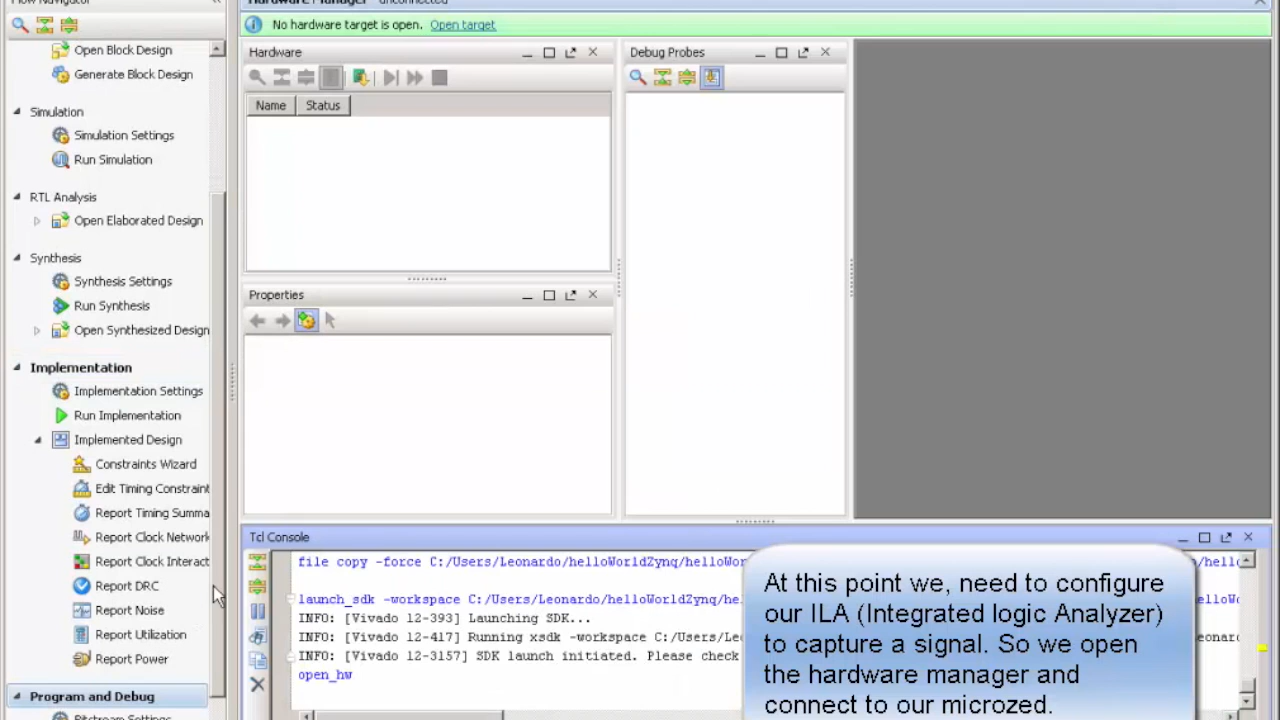 Flow Navigator
Hardware Manager - unconnected
No hardware target is open. Open target
Open Block Design
Generate Block Design
Simulation
Simulation Settings
Run Simulation
RTL Analysis
Open Elaborated Design
Synthesis
Synthesis Settings
Run Synthesis
Open Synthesized Design
Implementation
Implementation Settings
Run Implementation
Implemented Design
Constraints Wizard
Edit Timing Constraint
Report Timing Summa
Report Clock Network
Report Clock Interact
Report DRC
Report Noise
Report Utilization
Report Power
Program and Debug
Bitstream Settings
Hardware
Name Status
Properties
Debug Probes
Tcl Console
file copy -force C:/Users/Leonardo/helloWorldZynq/helloWo
launch_sdk -workspace C:/Users/Leonardo/helloWorldZynq/he
INFO: [Vivado 12-393] Launching SDK...
INFO: [Vivado 12-417] Running xsdk -workspace C:/Users/Le
INFO: [Vivado 12-3157] SDK launch initiated. Please check
open_hw
At this point we, need to configure
our ILA (Integrated logic Analyzer)
to capture a signal. So we open
the hardware manager and
connect to our microzed.